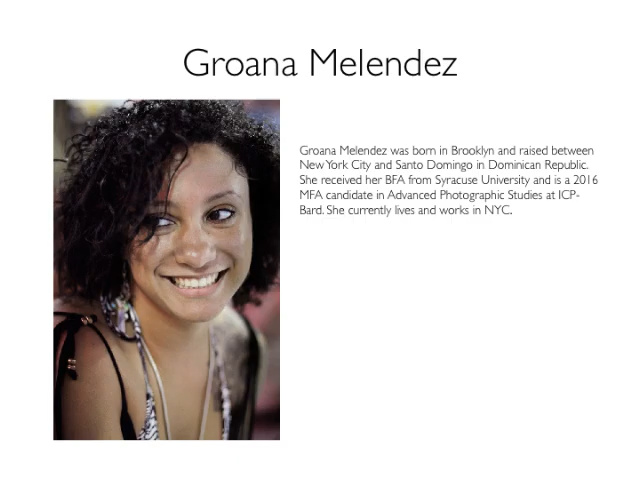 Groana Melendez
Groana Melendez was born in Brooklyn and raised between
New York City and Santo Domingo in Dominican Republic.
She received her BFA from Syracuse University and is a 2016
MFA candidate in Advanced Photographic Studies at ICP-
Bard. She currently lives and works in NYC.